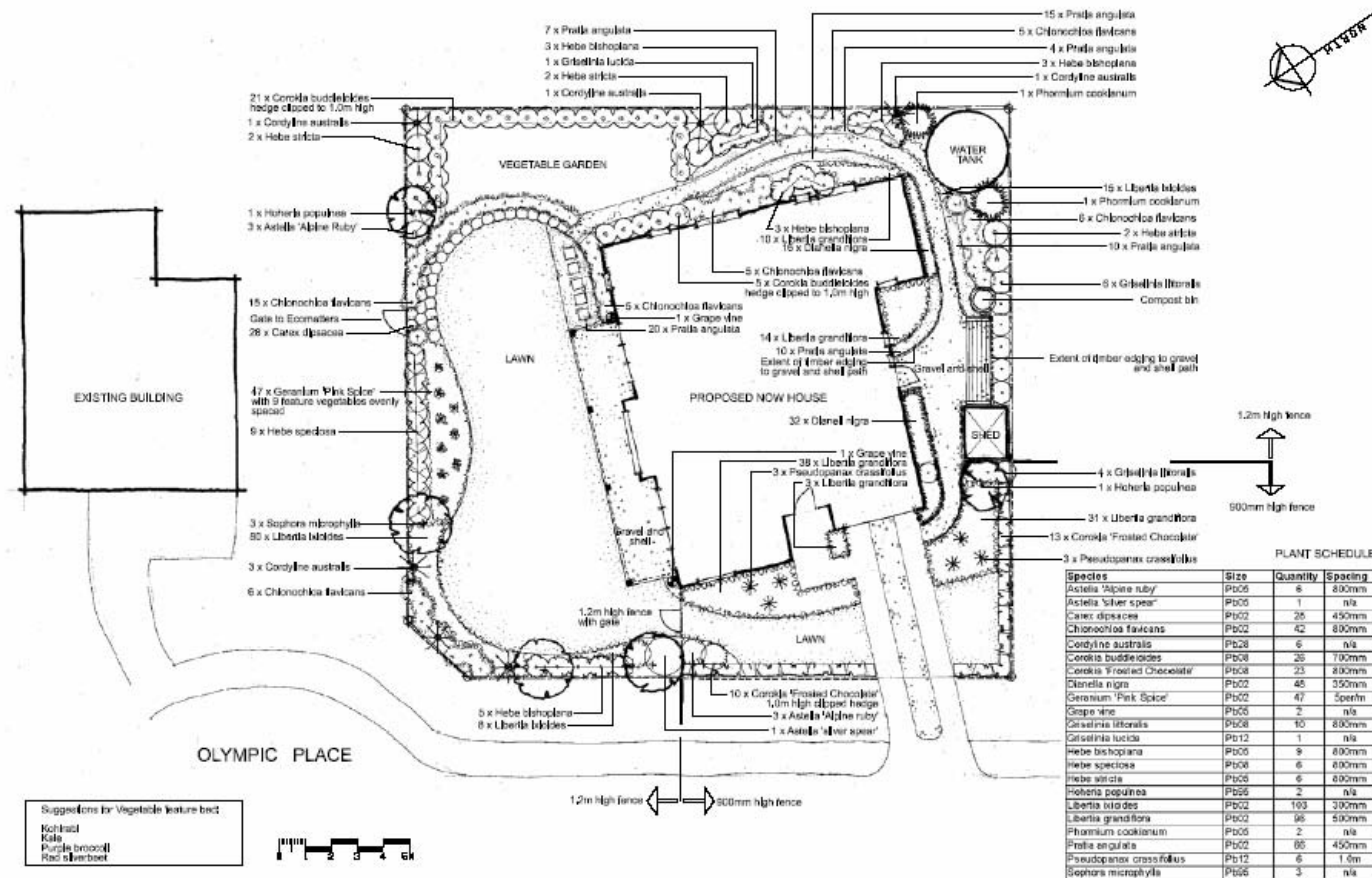 15 x Pratia angulata
7 x Pratia angulata
5 x Chionochloa flavicans
3 x Hebe bishopiana
4 x Pratia angulata
1 x Griselinia lucida
3 x Hebe bishopiana
2 x Hebe stricta
1 x Cordyline australis
1 x Cordyline australis
1 x Phormium cookianum
NORTH
21 x Corokia buddleioides
hedge clipped to 1.0m high
1 x Cordyline australis
2 x Hebe stricta
VEGETABLE GARDEN
WATER
TANK
15 x Libertia ixioides
1 x Phormium cookianum
6 x Chionochloa flavicans
2 x Hebe stricta
10 x Pratia angulata
1 x Hoheria populnea
3 x Astelia 'Alpine Ruby'
3 x Hebe bishopiana
10 x Libertia grandiflora
16 x Dianella nigra
5 x Chionochloa flavicans
5 x Corokia buddleioides
hedge clipped to 1.0m high
6 x Griselinia littoralis
Compost bin
15 x Chionochloa flavicans
Gate to Ecomatters
28 x Carex dipsacea
5 x Chionochloa flavicans
1 x Grape vine
20 x Pratia angulata
14 x Libertia grandiflora
10 x Pratia angulata
Extent of timber edging
to gravel and shell path
Gravel and shell
Extent of timber edging to gravel
and shell path
LAWN
EXISTING BUILDING
47 x Geranium 'Pink Spice'
with 9 feature vegetables evenly
spaced
9 x Hebe speciosa
PROPOSED NOW HOUSE
32 x Dianell nigra
SHED
1.2m high fence
900mm high fence
1 x Grape vine
38 x Libertia grandiflora
3 x Pseudopanax crassifolius
3 x Libertia grandiflora
4 x Griselinia littoralis
1 x Hoheria populnea
31 x Libertia grandiflora
13 x Corokia 'Frosted Chocolate'
3 x Pseudopanax crassifolius
3 x Sophora microphylla
80 x Libertia ixioides
3 x Cordyline australis
6 x Chionochloa flavicans
Gravel and
shell
1.2m high fence
with gate
LAWN
5 x Hebe bishopiana
8 x Libertia ixioides
10 x Corokia 'Frosted Chocolate'
1.0m high clipped hedge
3 x Astelia 'Alpine ruby'
1 x Astelia 'silver spear'
OLYMPIC PLACE
1.2m high fence
900mm high fence
Suggestions for Vegetable feature bed:
Kohlrabi
Kale
Purple broccoli
Red silverbeet
1 2 3 4 5M
PLANT SCHEDULE
Species Size Quantity Spacing
Astelia 'Alpine ruby' Pb05 6 800mm
Astelia 'silver spear' Pb05 1 n/a
Carex dipsacea Pb02 28 450mm
Chionochloa flavicans Pb02 42 800mm
Cordyline australis Pb28 6 n/a
Corokia buddleioides Pb08 26 700mm
Corokia 'Frosted Chocolate' Pb08 23 800mm
Dianella nigra Pb02 48 350mm
Geranium 'Pink Spice' Pb02 47 5per/m
Grape vine Pb05 2 n/a
Griselinia littoralis Pb08 10 800mm
Griselinia lucida Pb12 1 n/a
Hebe bishopiana Pb05 9 800mm
Hebe speciosa Pb08 6 800mm
Hebe stricta Pb05 6 800mm
Hoheria populnea Pb95 2 n/a
Libertia ixioides Pb02 103 300mm
Libertia grandiflora Pb02 96 500mm
Phormium cookianum Pb05 2 n/a
Pratia angulata Pb02 66 450mm
Pseudopanax crassifolius Pb12 6 1.0m
Sophora microphylla Pb95 3 n/a